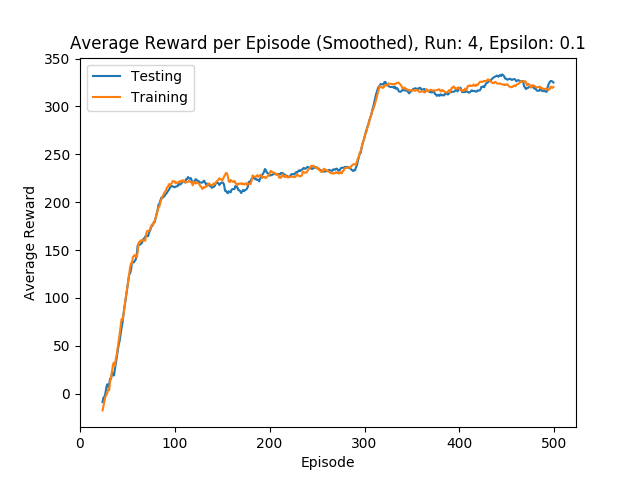 Average Reward per Episode (Smoothed), Run: 4, Epsilon: 0.1
Testing
Training
350
300
250
200
150
100
50
0
Average Reward
0 100 200 300 400 500
Episode